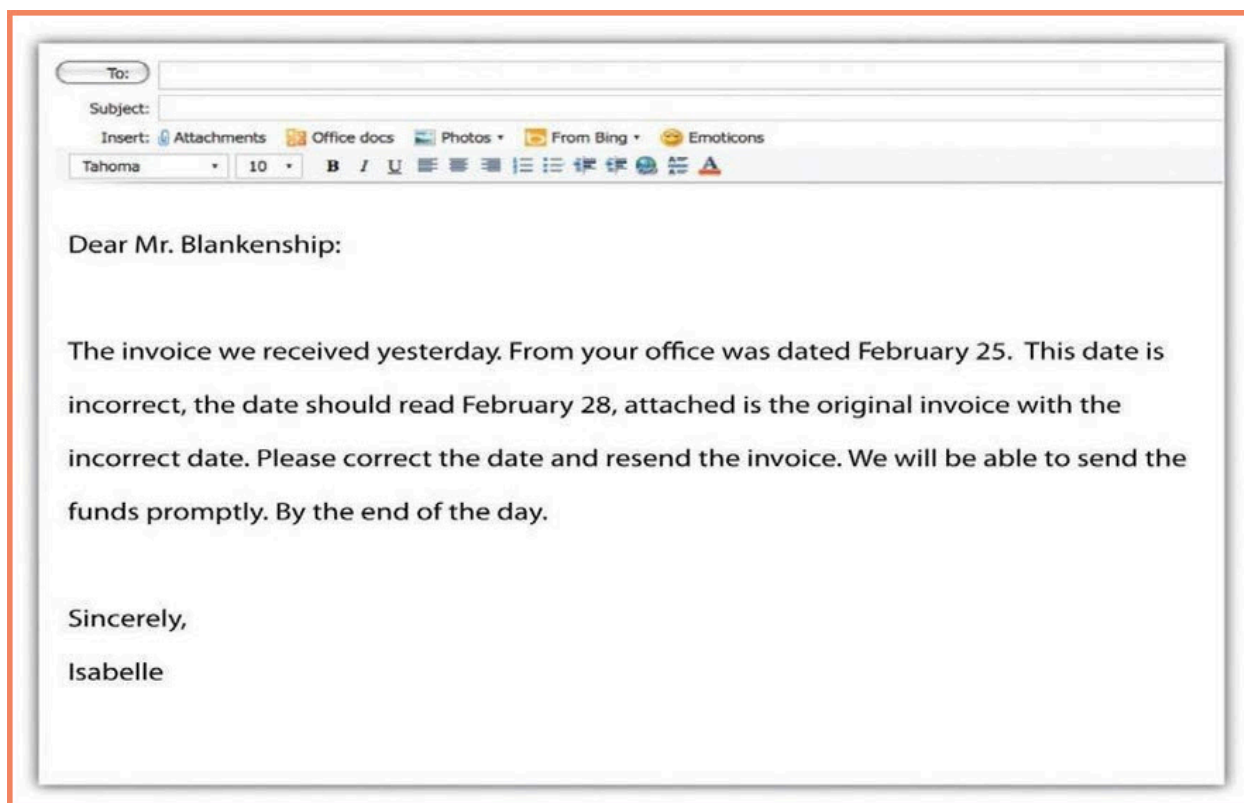 To:
Subject:
Insert: Attachments Office docs Photos From Bing Emoticons
Tahoma 10 B I U A
Dear Mr. Blankenship:
The invoice we received yesterday. From your office was dated February 25. This date is
incorrect, the date should read February 28, attached is the original invoice with the
incorrect date. Please correct the date and resend the invoice. We will be able to send the
funds promptly. By the end of the day.
Sincerely,
Isabelle